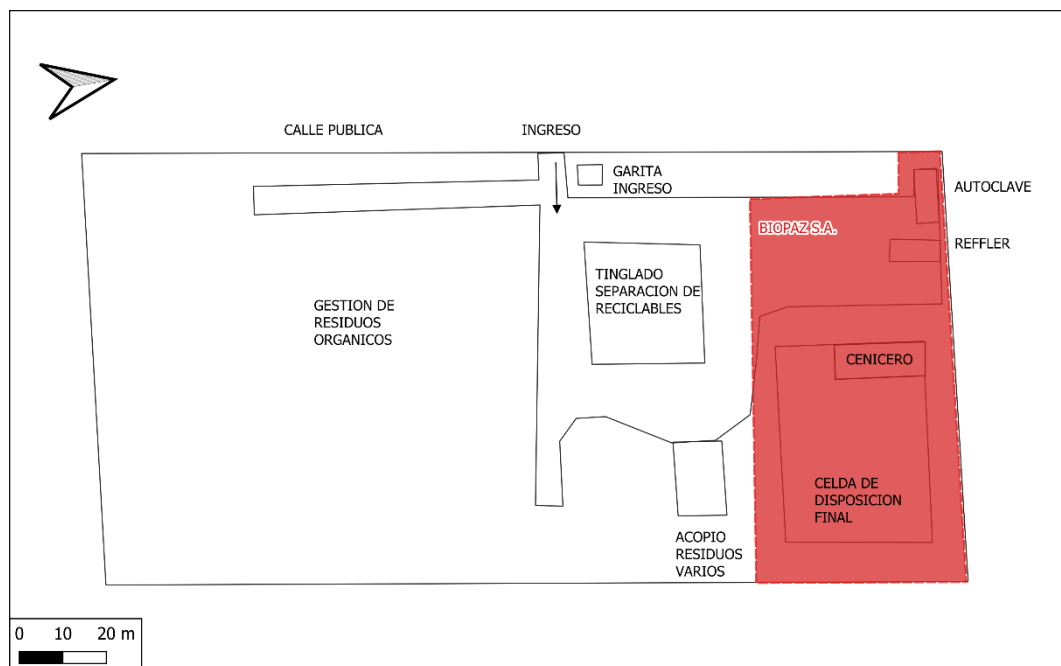 CALLE PUBLICA
INGRESO
GARITA
INGRESO
AUTOCLAVE
BIOPAZ S.A.
REFFLER
TINGLADO
SEPARACION DE
RECICLABLES
GESTION DE
RESIDUOS
ORGANICOS
CENICERO
CELDA DE
DISPOSICION
FINAL
ACOPIO
RESIDUOS
VARIOS
0 10 20 m